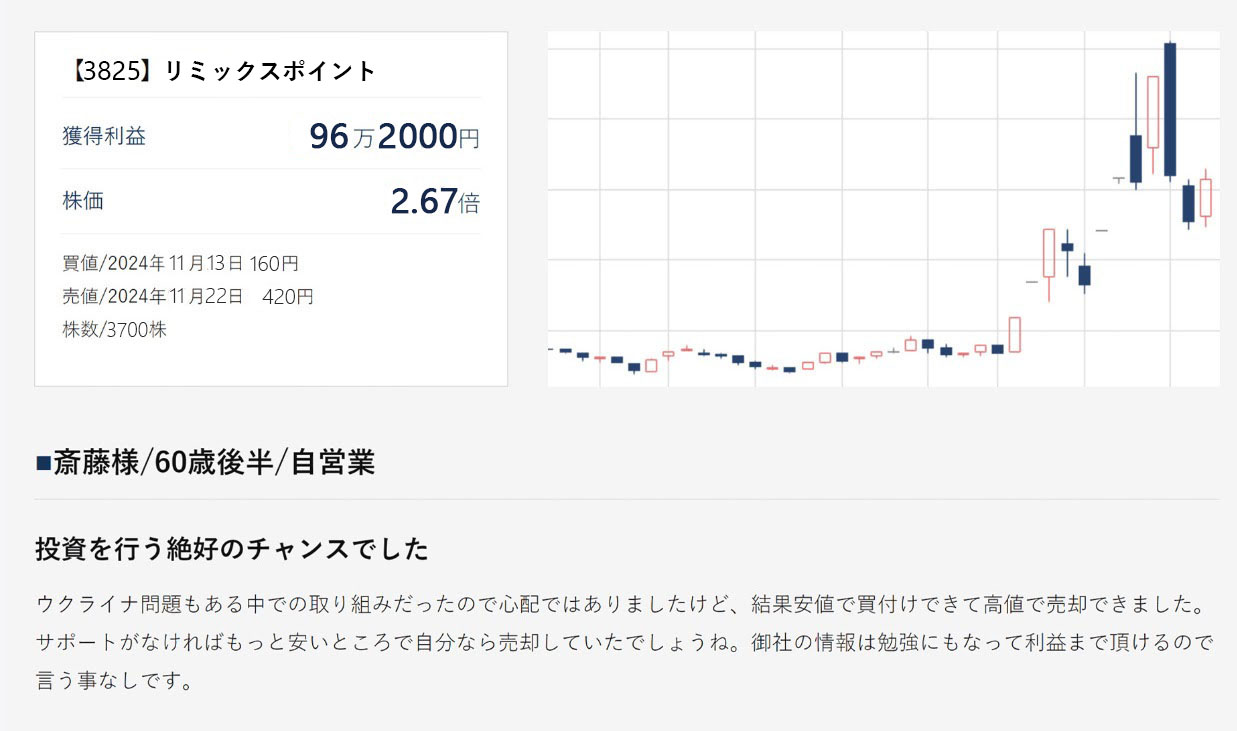 【3825】リミックスポイント
獲得利益 96万2000円
株価 2.67倍
買値/2024年11月13日 160円
売値/2024年11月22日 420円
株数/3700株
■斎藤様/60歳後半/自営業
投資を行う絶好のチャンスでした
ウクライナ問題もある中での取り組みだったので心配ではありましたけど、結果安値で買付けできて高値で売却できました。
サポートがなければもっと安いところで自分なら売却していたでしょうね。御社の情報は勉強にもなって利益まで頂けるので
言う事なしです。